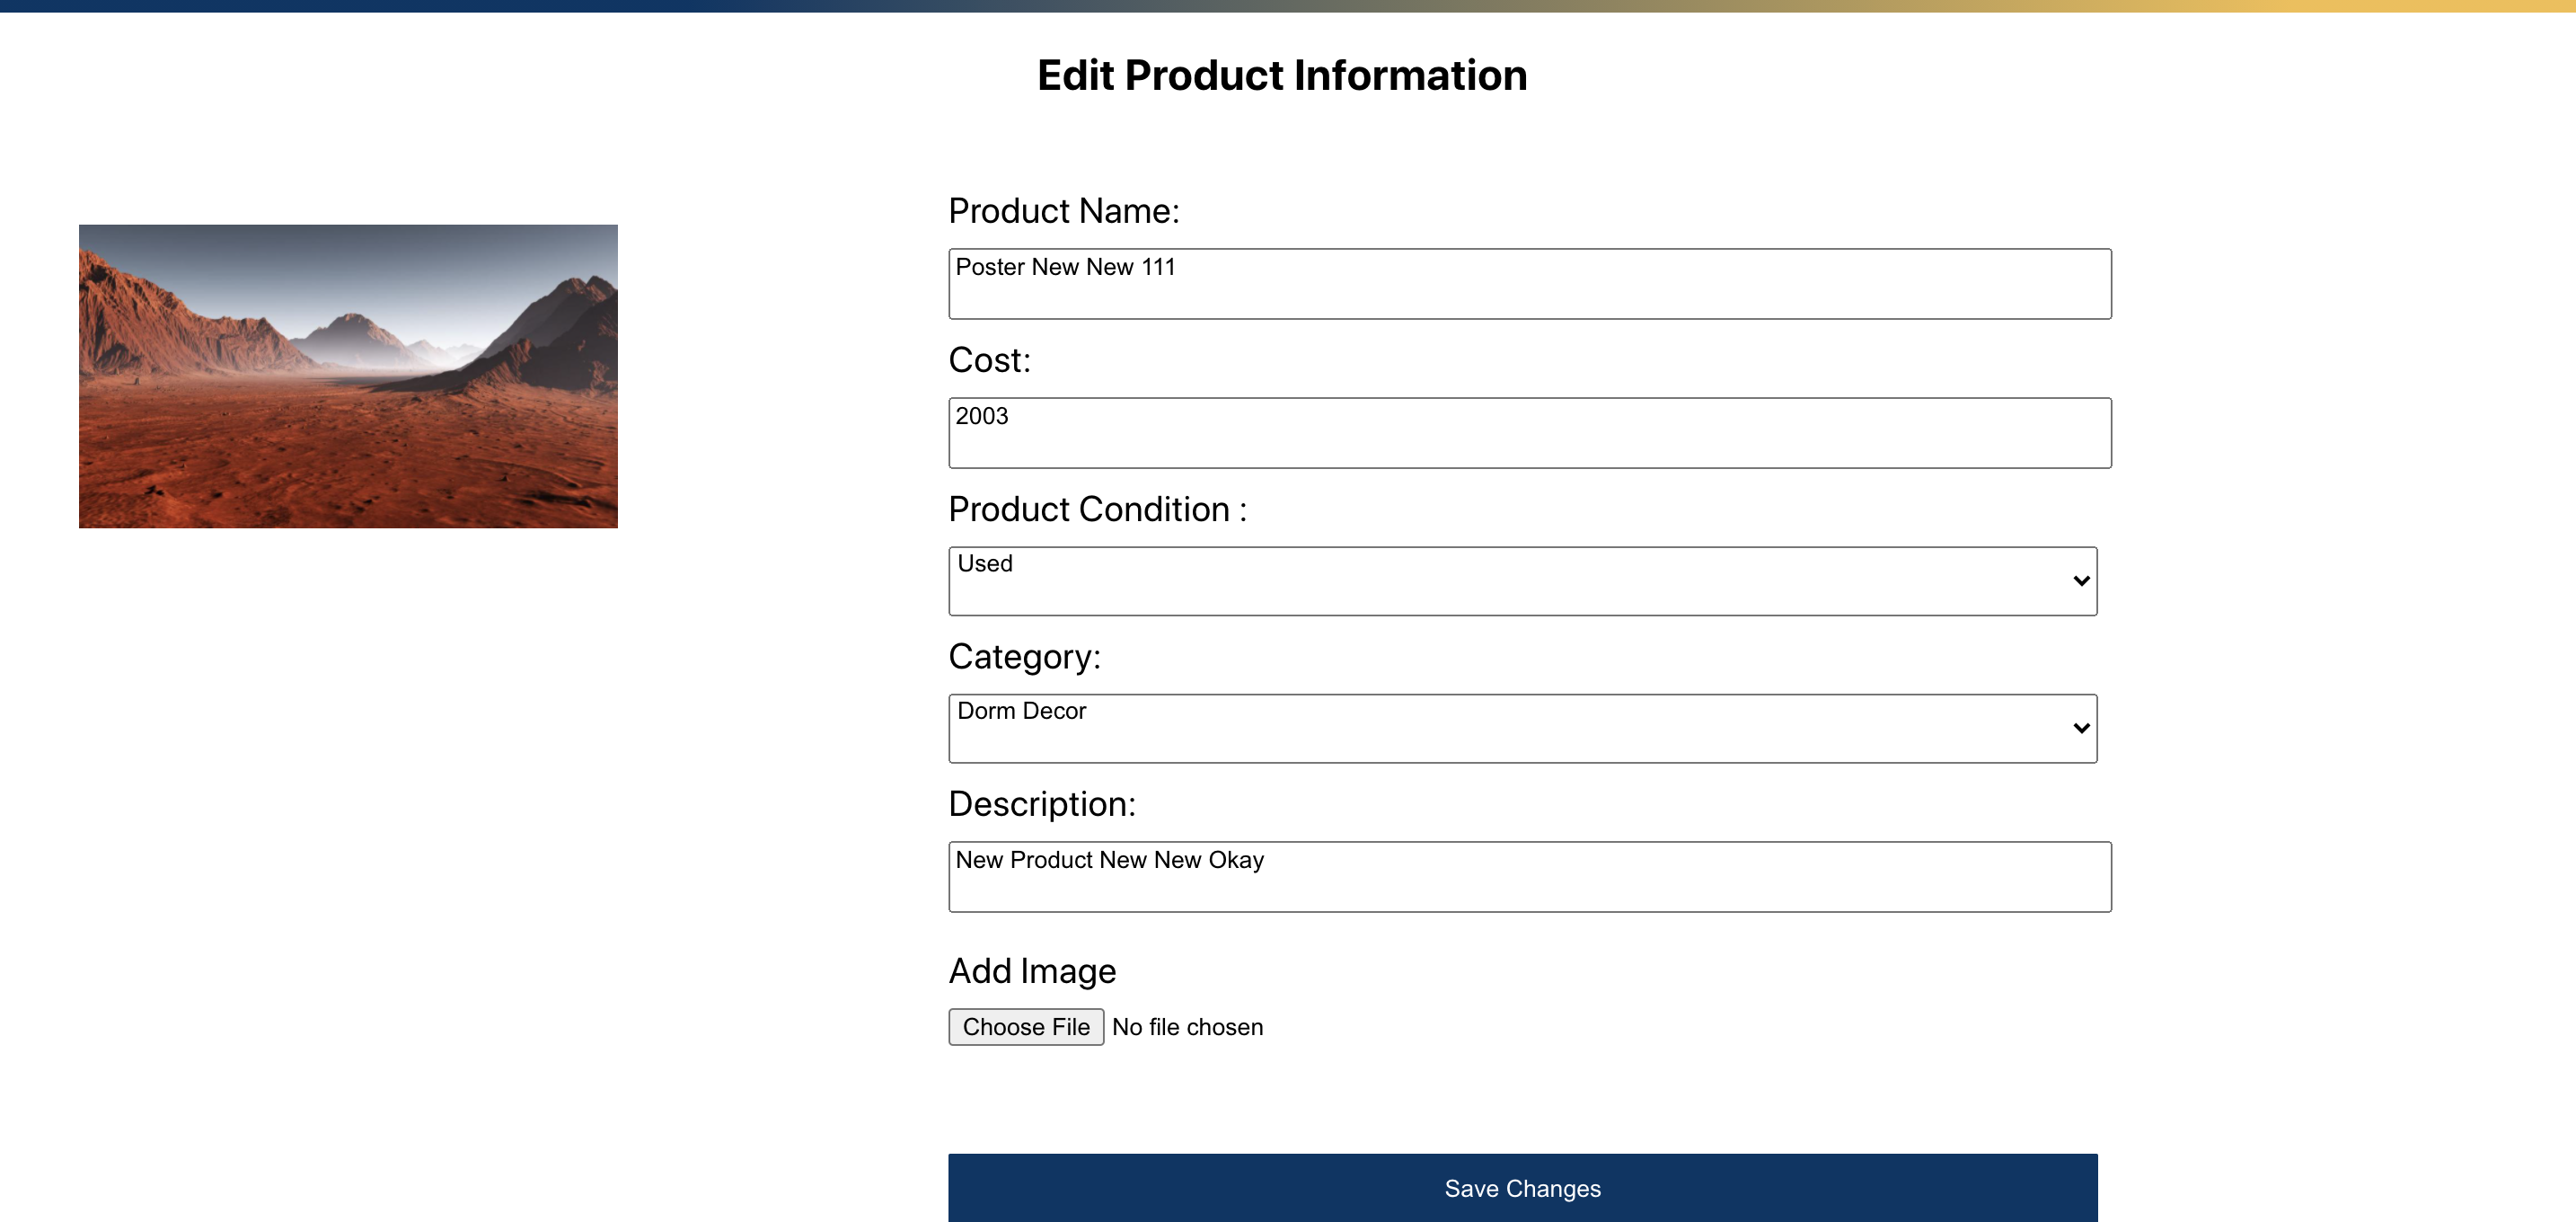 Edit Product Information
Product Name:
Poster New New 111
Cost:
2003
Product Condition :
Used
Category:
Dorm Decor
Description:
New Product New New Okay
Add Image
Choose File No file chosen
Save Changes